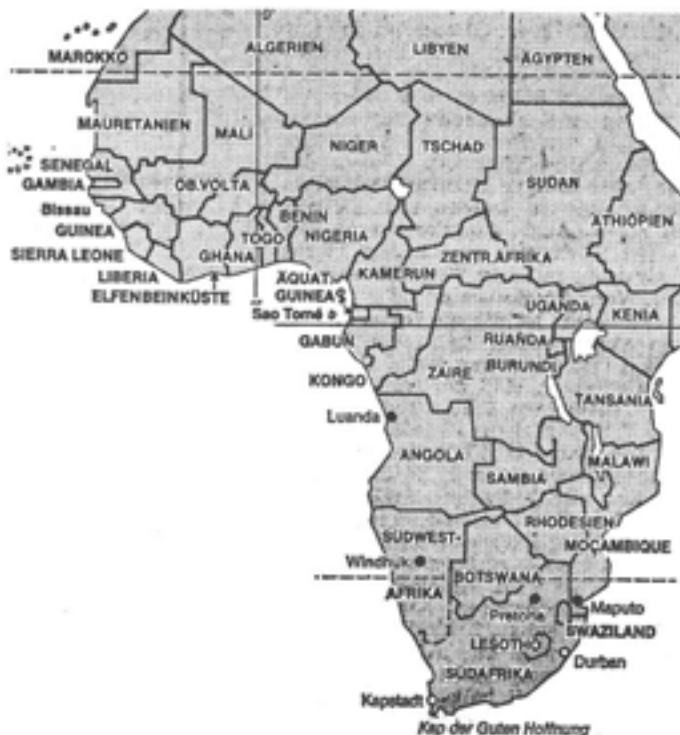 0°
MAROKKO
ALGERIEN
LIBYEN
ÄGYPTEN
MAURETANIEN
MALI
NIGER
TSCHAD
SUDAN
SENEGAL
GAMBIA
OB.VOLTA
Bissau
BENIN
ÄTHIOPIEN
GUINEA
TOGO
NIGERIA
SIERRA LEONE
GHANA
ZENTR.AFRIKA
LIBERIA
KAMERUN
ELFENBEINKÜSTE
ÄQUAT.
GUINEA
Sao Tomé
UGANDA
KENIA
GABUN
RUANDA
ZAIRE
BURUNDI
KONGO
TANSANIA
Luanda
ANGOLA
MALAWI
SAMBIA
RHODESIEN
SÜDWEST-
MOÇAMBIQUE
Windhuk
BOTSWANA
AFRIKA
Pretoria
Maputo
SWAZILAND
LESOTHO
Durban
SÜDAFRIKA
Kapstadt
Kap der Guten Hoffnung